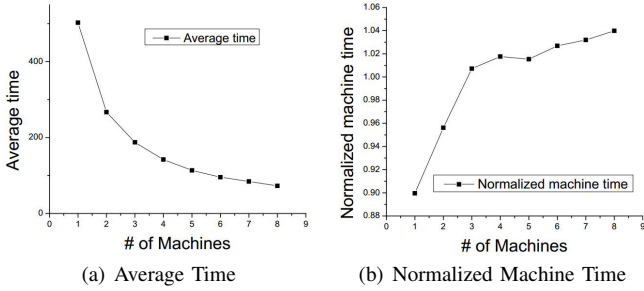 400
200
0
0 1 2 3 4 5 6 7 8 9
Average time
Average time
# of Machines
(a) Average Time
1.06
1.04
1.02
1.00
0.98
0.96
0.94
0.92
0.90
0.88
0 1 2 3 4 5 6 7 8 9
Normalized machine time
Normalized machine time
# of Machines
(b) Normalized Machine Time